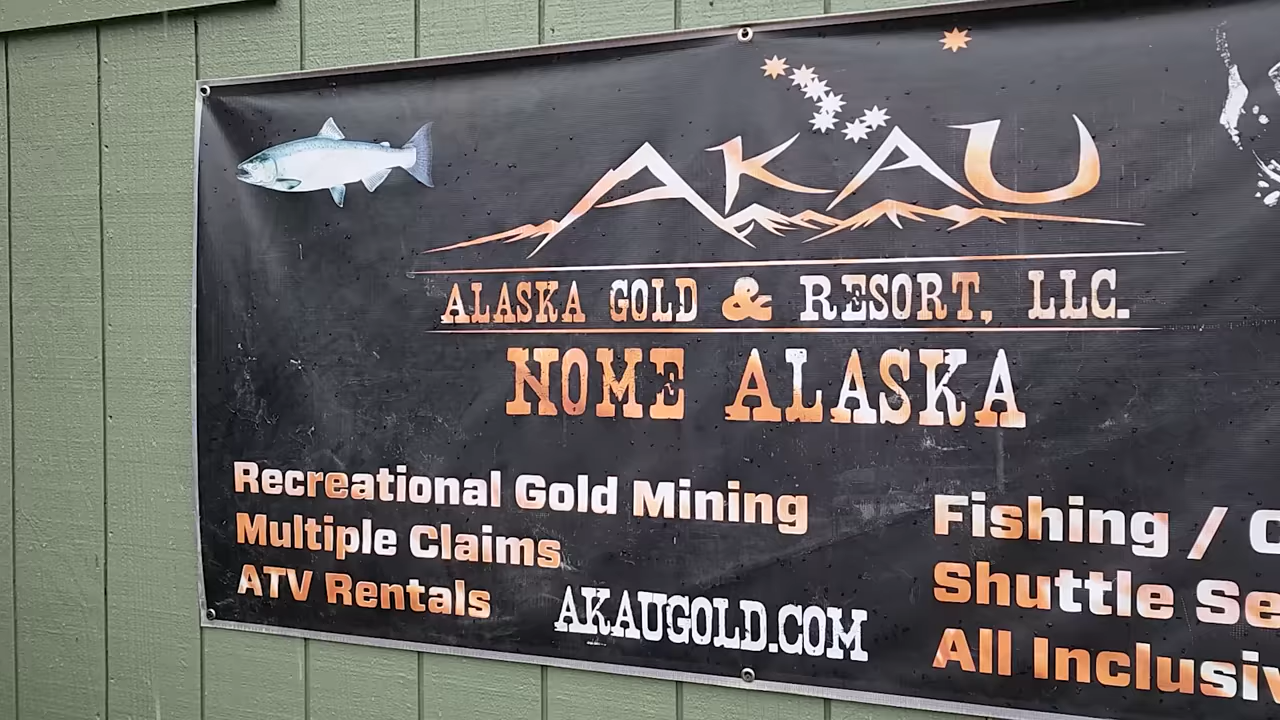 AKAU
ALASKA GOLD & RESORT, LLC.
NOME ALASKA
Recreational Gold Mining
Multiple Claims
ATV Rentals
AKAUGOLD.COM
Fishing /
Shuttle
All